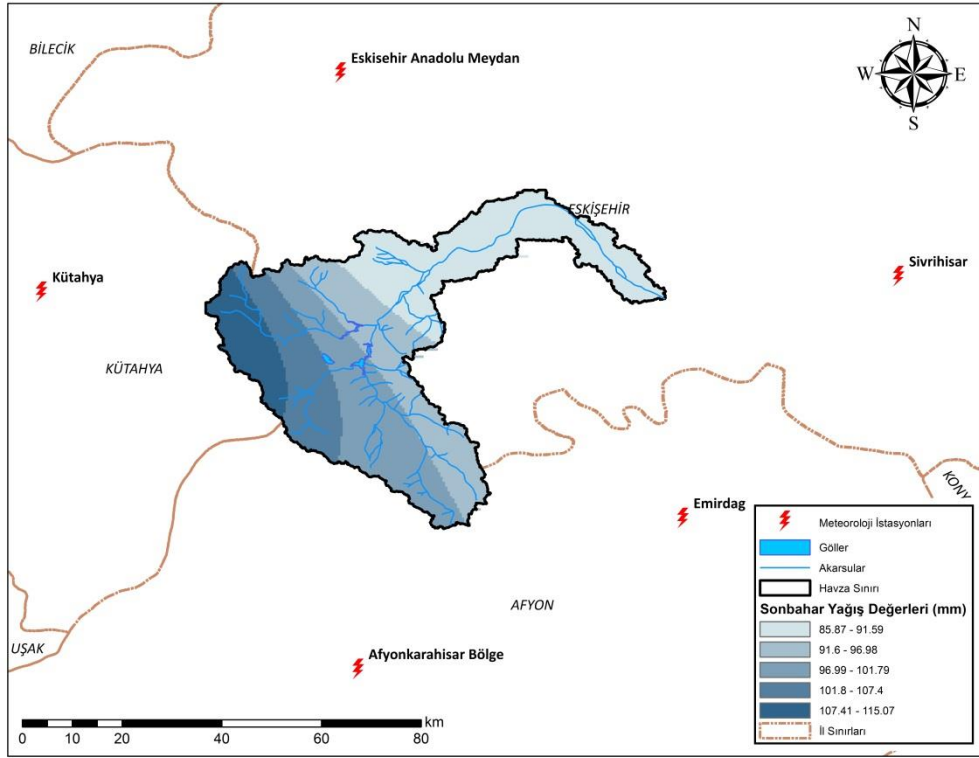 BİLECİK
Eskisehir Anadolu Meydan
N
W
E
S
ESKİŞEHİR
Sivrihisar
Kütahya
KÜTAHYA
KONY
Emirdag
AFYON
UŞAK
Afyonkarahisar Bölge
km
0 10 20 40 60 80
Meteoroloji İstasyonları
Göller
Akarsular
Havza Sınırı
Sonbahar Yağış Değerleri (mm)
85.87 - 91.59
91.6 - 96.98
96.99 - 101.79
101.8 - 107.4
107.41 - 115.07
İl Sınırları